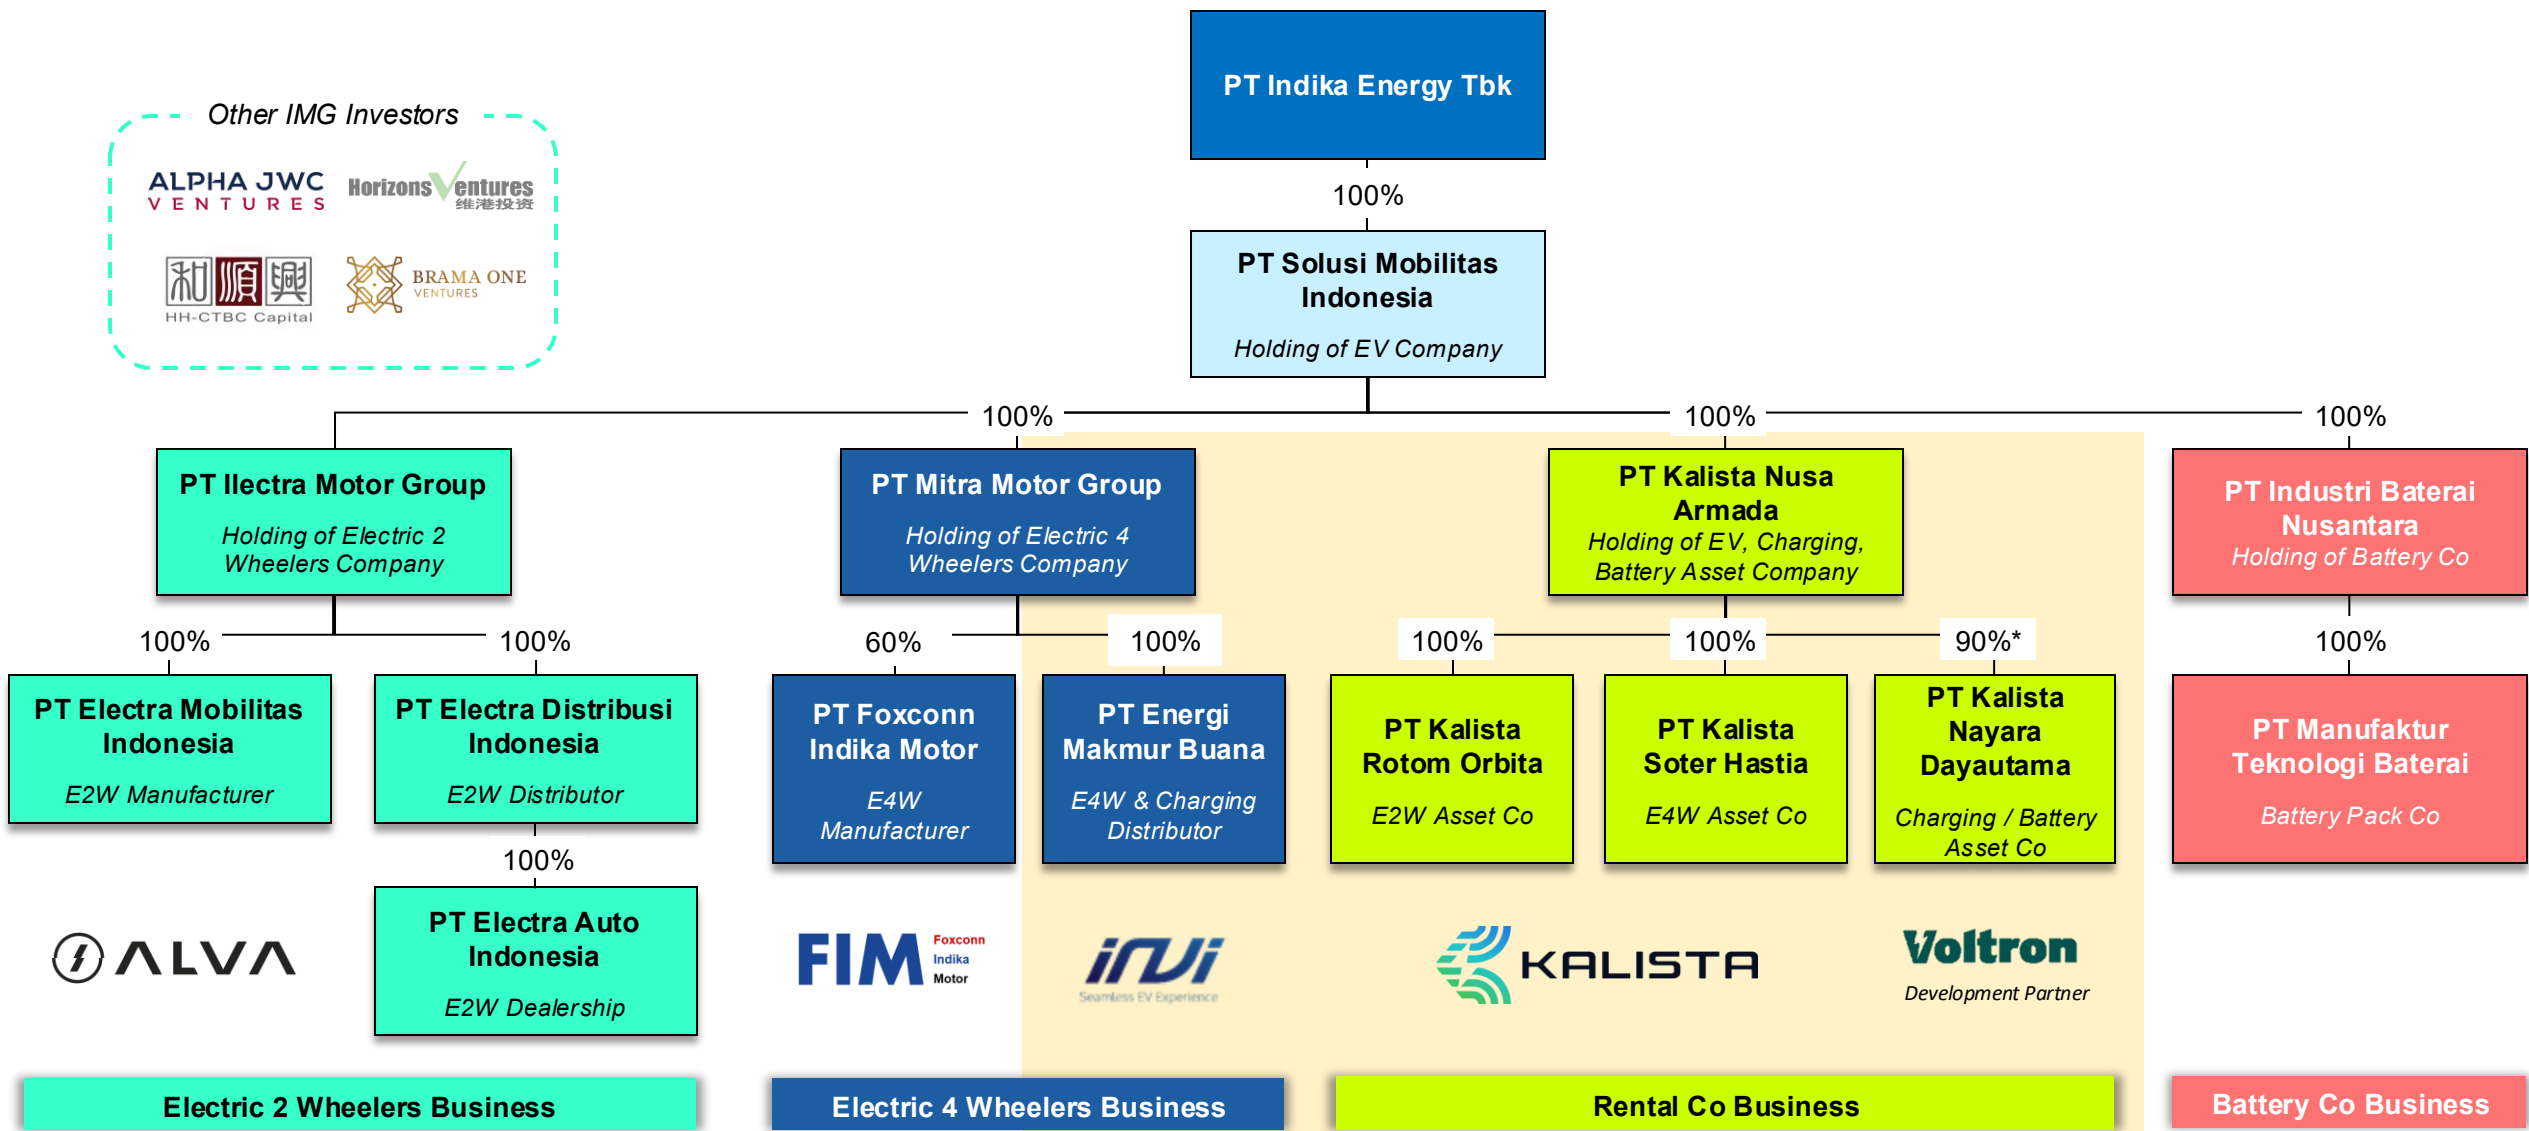 PT Indika Energy Tbk
Other IMG Investors
ALPHA JWC
VENTURES
Horizons Ventures
维港投资
和順興
HH-CTBC Capital
BRAMA ONE
VENTURES
100%
PT Solusi Mobilitas
Indonesia
Holding of EV Company
100%
100%
100%
PT Ilectra Motor Group
Holding of Electric 2
Wheelers Company
PT Mitra Motor Group
Holding of Electric 4
Wheelers Company
PT Kalista Nusa
Armada
Holding of EV, Charging,
Battery Asset Company
PT Industri Baterai
Nusantara
Holding of Battery Co
100%
100%
60%
100%
100%
100%
90%*
100%
PT Electra Mobilitas
Indonesia
E2W Manufacturer
PT Electra Distribusi
Indonesia
E2W Distributor
PT Foxconn
Indika Motor
E4W
Manufacturer
PT Energi
Makmur Buana
E4W & Charging
Distributor
PT Kalista
Rotom Orbita
E2W Asset Co
PT Kalista
Soter Hastia
E4W Asset Co
PT Kalista
Nayara
Dayautama
Charging / Battery
Asset Co
PT Manufaktur
Teknologi Baterai
Battery Pack Co
100%
PT Electra Auto
Indonesia
E2W Dealership
ALVA
FIM
Foxconn
Indika
Motor
invi
Seamless EV Experience
KALISTA
Voltron
Development Partner
Electric 2 Wheelers Business
Electric 4 Wheelers Business
Rental Co Business
Battery Co Business